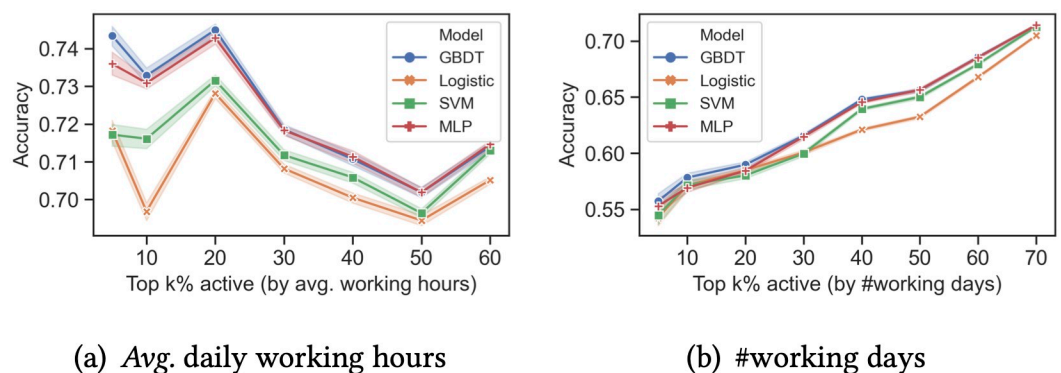 Accuracy
0.74
0.73
0.72
0.71
0.70
10 20 30 40 50 60
Top k% active (by avg. working hours)
Model
GBDT
Logistic
SVM
MLP
(a) Avg. daily working hours
Accuracy
0.70
0.65
0.60
0.55
10 20 30 40 50 60 70
Top k% active (by #working days)
Model
GBDT
Logistic
SVM
MLP
(b) #working days